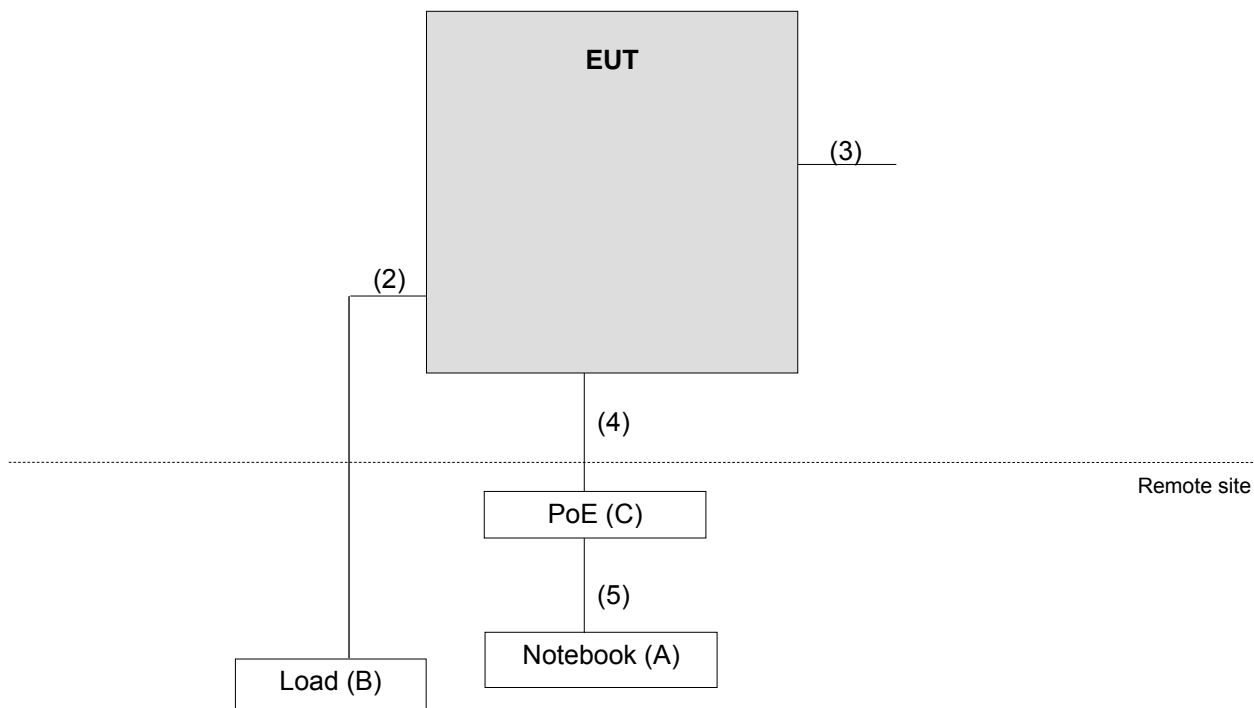 EUT
(3)
(2)
(4)
Remote site
PoE (C)
(5)
Notebook (A)
Load (B)